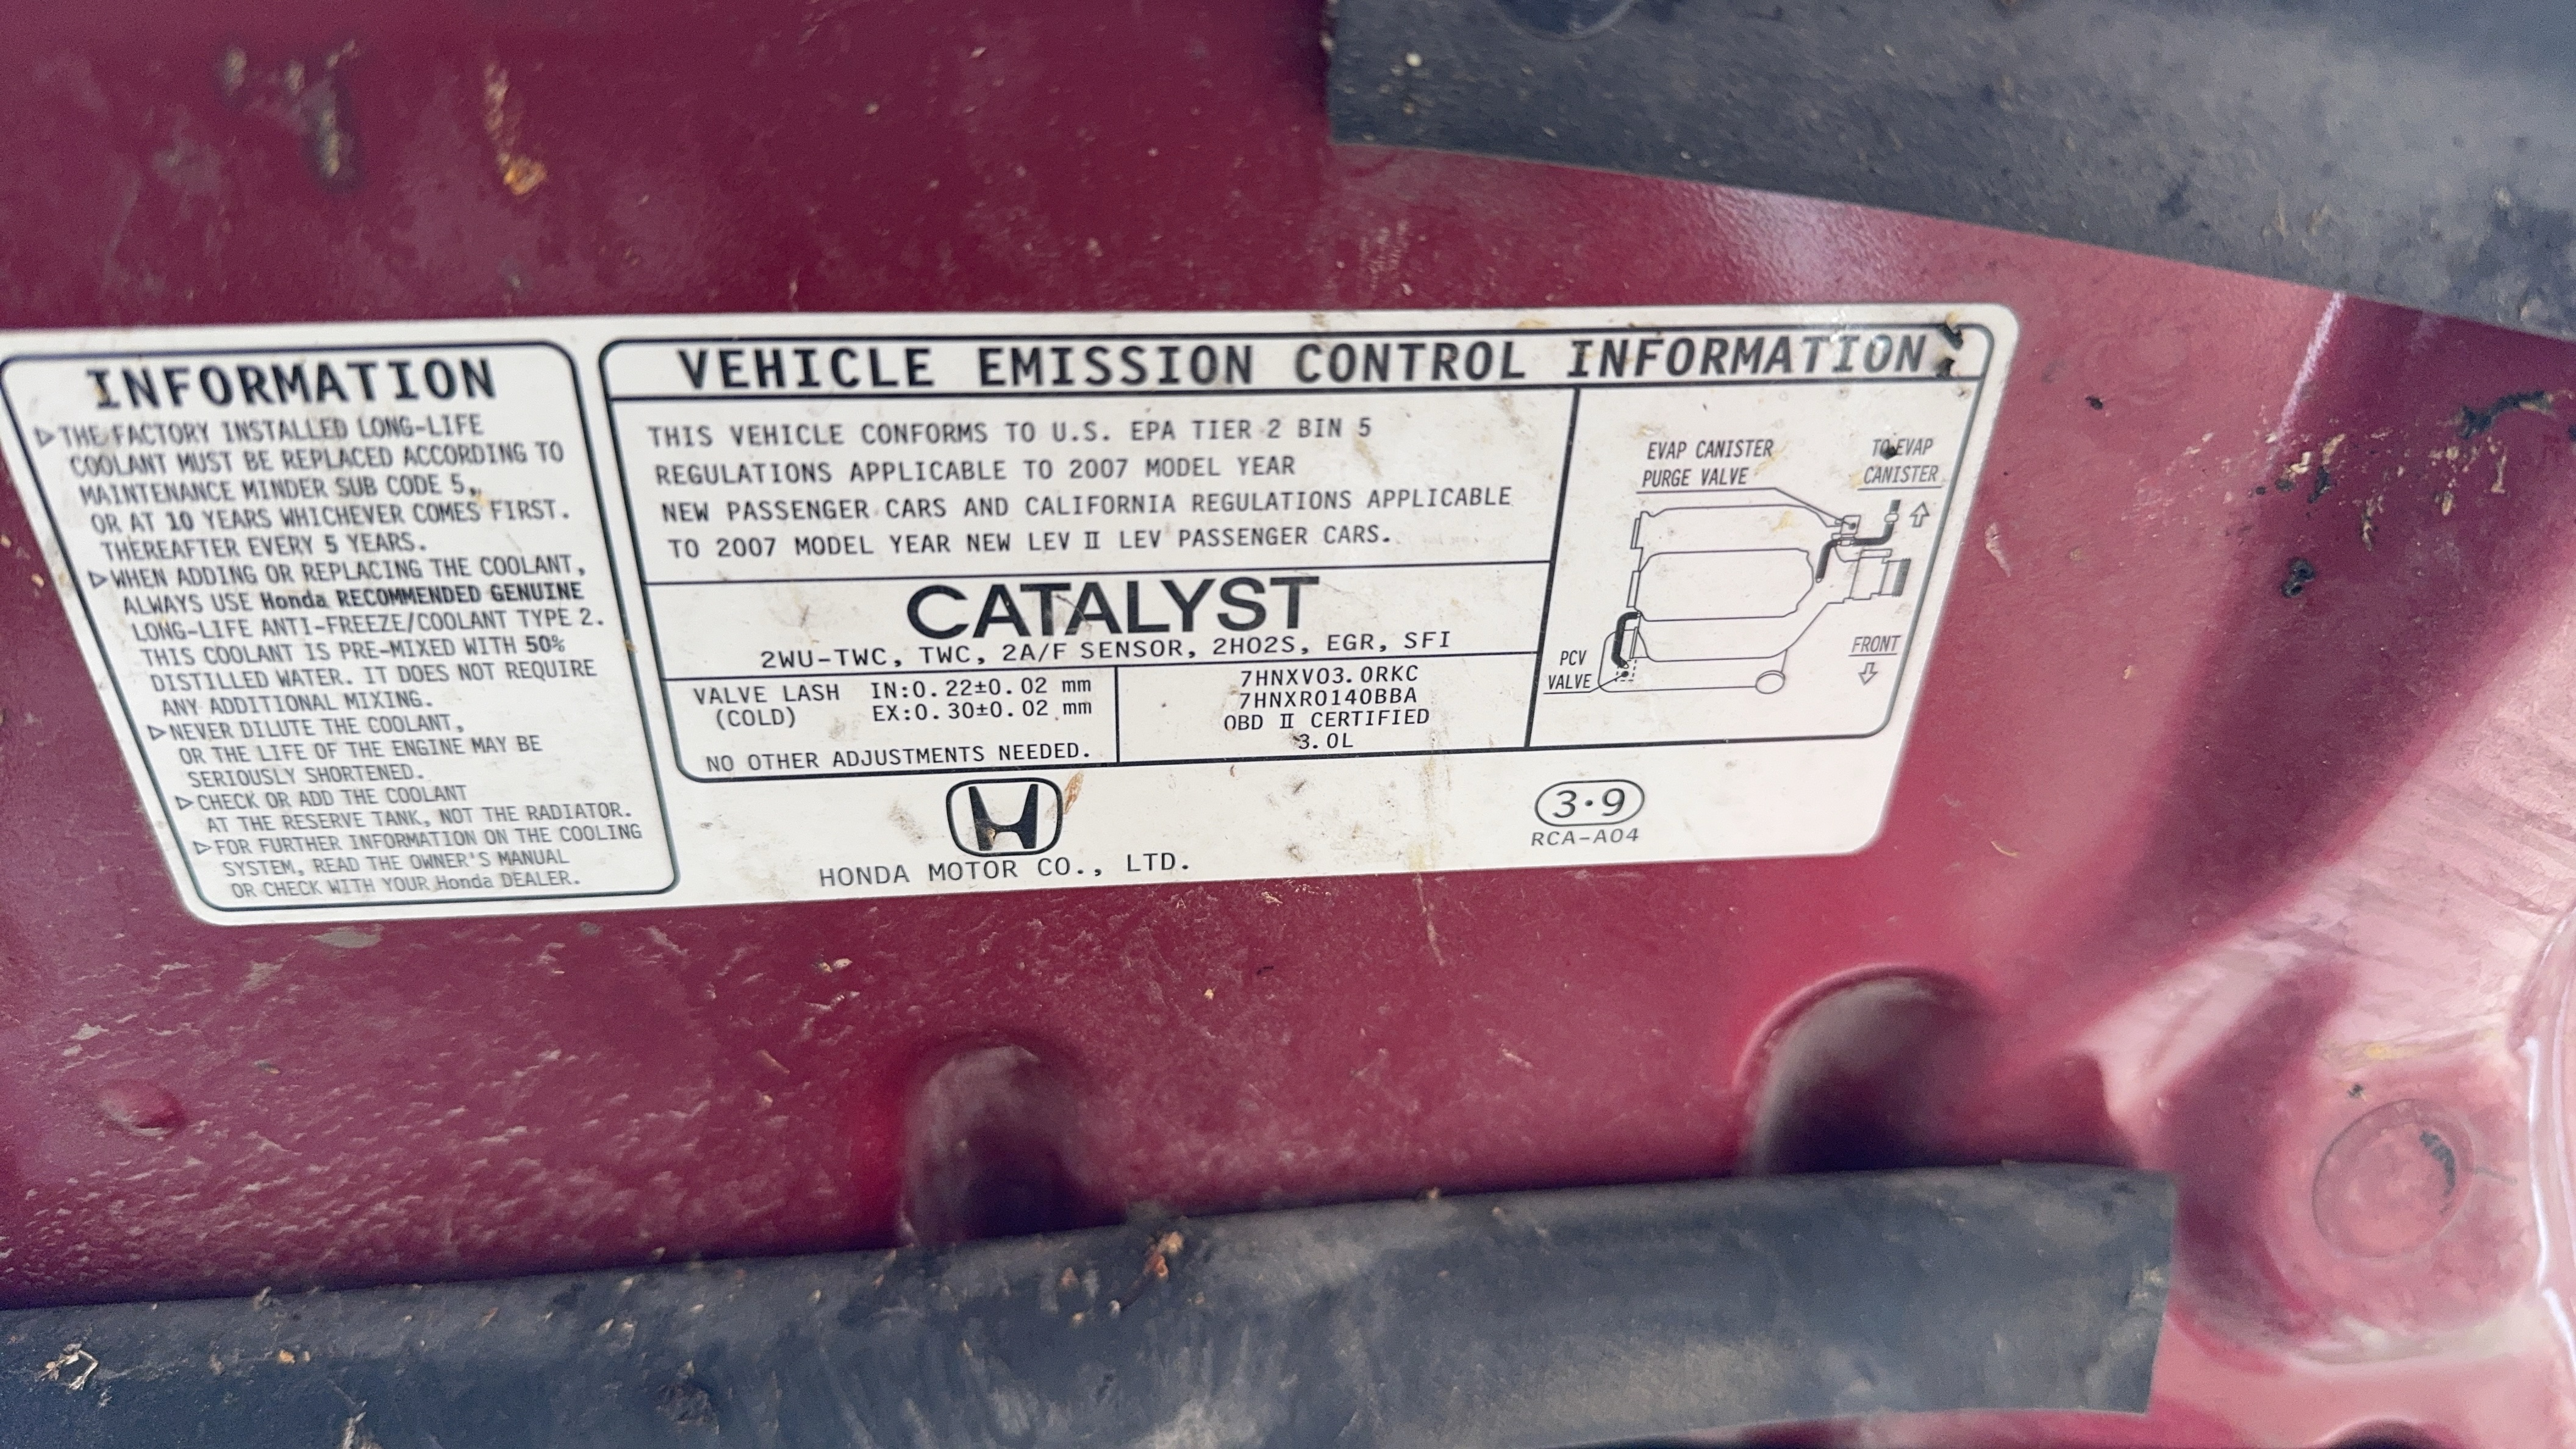 INFORMATION
▷THE FACTORY INSTALLED LONG-LIFE
COOLANT MUST BE REPLACED ACCORDING TO
MAINTENANCE MINDER SUB CODE 5,
OR AT 10 YEARS WHICHEVER COMES FIRST.
THEREAFTER EVERY 5 YEARS.
▷WHEN ADDING OR REPLACING THE COOLANT,
ALWAYS USE Honda RECOMMENDED GENUINE
LONG-LIFE ANTI-FREEZE/COOLANT TYPE 2.
THIS COOLANT IS PRE-MIXED WITH 50%
DISTILLED WATER. IT DOES NOT REQUIRE
ANY ADDITIONAL MIXING.
▷NEVER DILUTE THE COOLANT,
OR THE LIFE OF THE ENGINE MAY BE
SERIOUSLY SHORTENED.
▷CHECK OR ADD THE COOLANT
AT THE RESERVE TANK, NOT THE RADIATOR.
▷FOR FURTHER INFORMATION ON THE COOLING
SYSTEM, READ THE OWNER'S MANUAL
OR CHECK WITH YOUR Honda DEALER.
VEHICLE EMISSION CONTROL INFORMATION
THIS VEHICLE CONFORMS TO U.S. EPA TIER 2 BIN 5
REGULATIONS APPLICABLE TO 2007 MODEL YEAR
NEW PASSENGER CARS AND CALIFORNIA REGULATIONS APPLICABLE
TO 2007 MODEL YEAR NEW LEV II LEV PASSENGER CARS.
CATALYST
2WU-TWC, TWC, 2A/F SENSOR, 2HO2S, EGR, SFI
VALVE LASH IN:0.22±0.02 mm
(COLD) EX:0.30±0.02 mm
NO OTHER ADJUSTMENTS NEEDED.
7HNXV03.0RKC
7HNXR0140BBA
OBD II CERTIFIED
3.0L
EVAP CANISTER
PURGE VALVE
TO EVAP
CANISTER
PCV
VALVE
FRONT
HONDA MOTOR CO., LTD.
3·9
RCA-A04